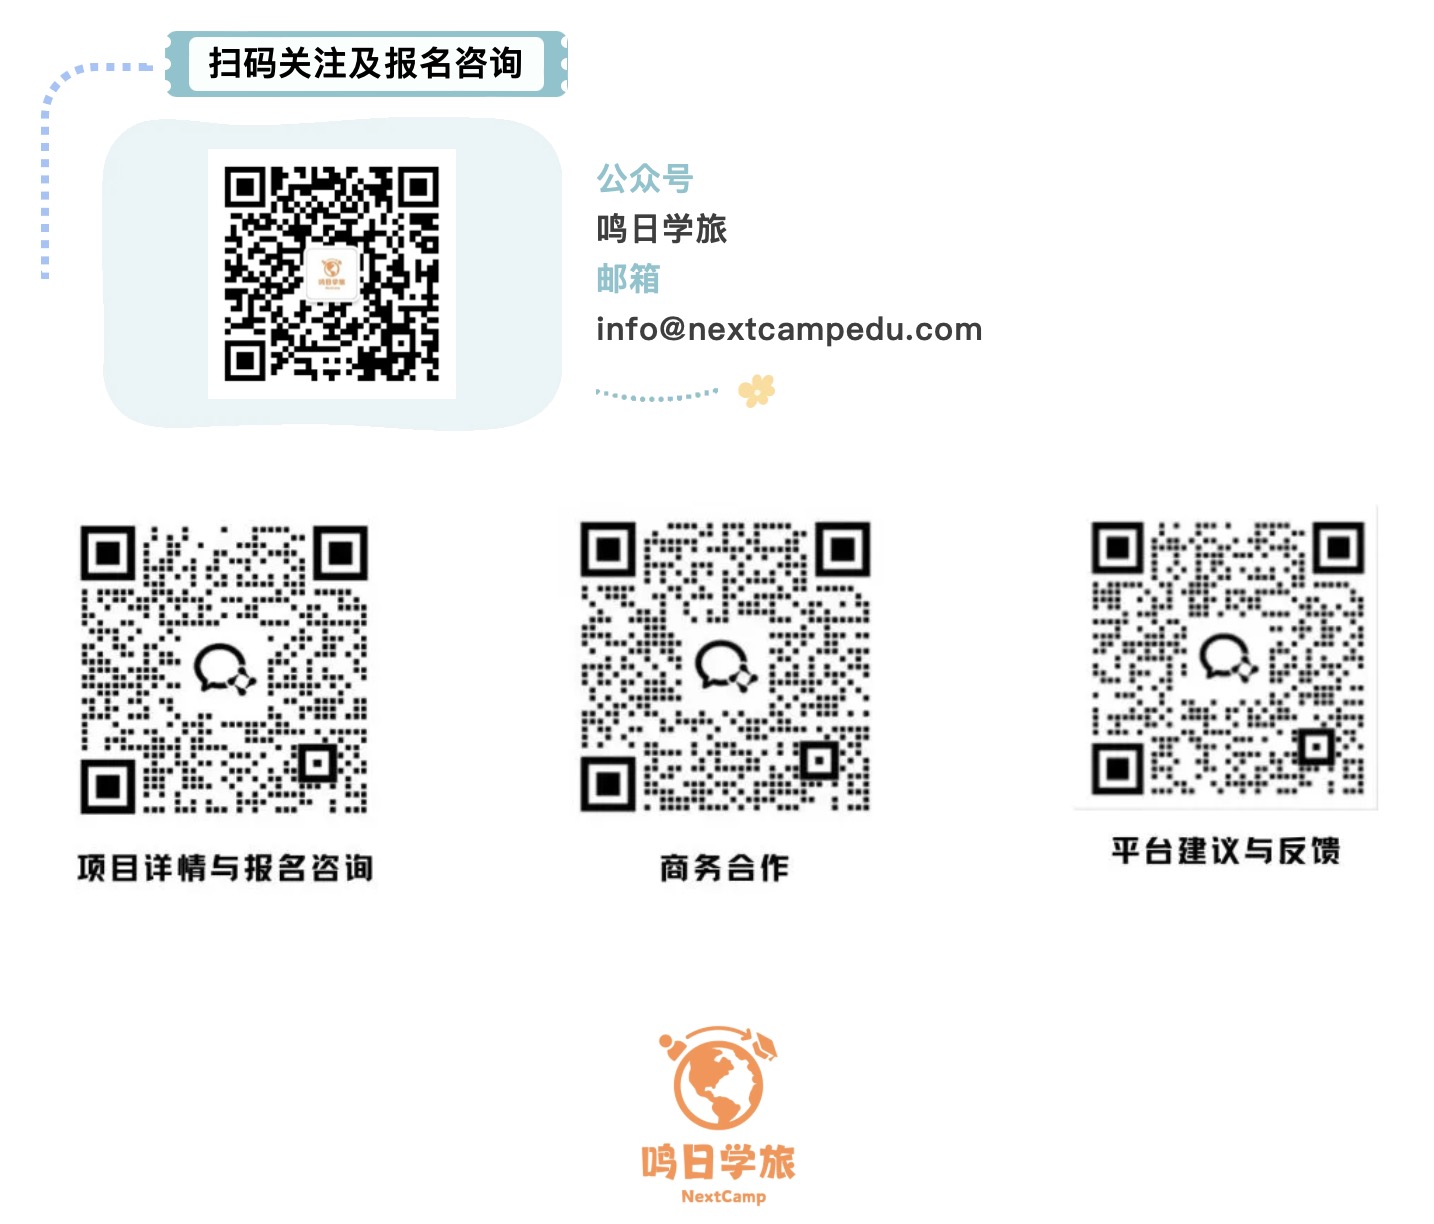 扫码关注及报名咨询
公众号
鸣日学旅
邮箱
info@nextcampedu.com
项目详情与报名咨询
商务合作
平台建议与反馈
鸣日学旅
NextCamp